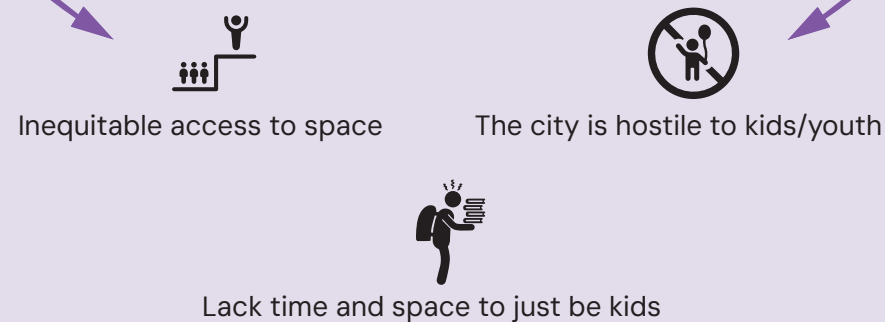 Inequitable access to space
The city is hostile to kids/youth
Lack time and space to just be kids